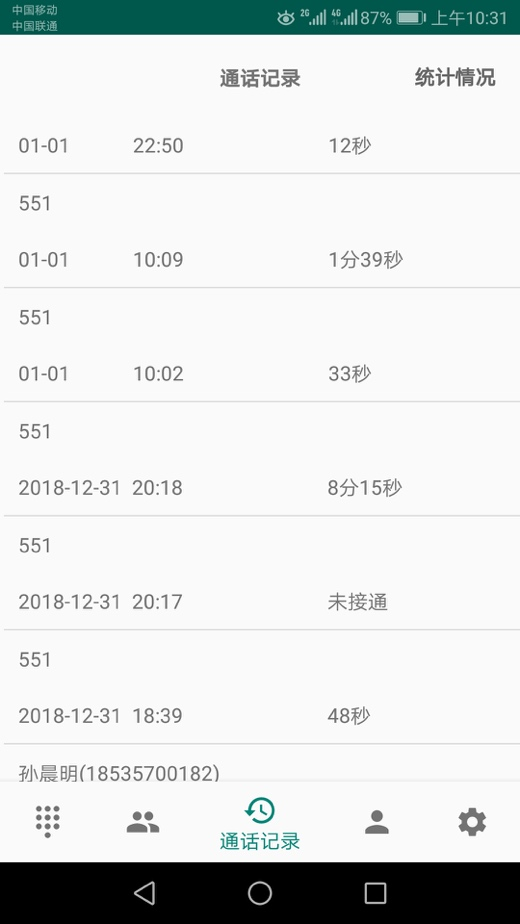 中国移动
中国联通
2G 4G 87% 上午10:31
通话记录 统计情况
01-01 22:50 12秒
551
01-01 10:09 1分39秒
551
01-01 10:02 33秒
551
2018-12-31 20:18 8分15秒
551
2018-12-31 20:17 未接通
551
2018-12-31 18:39 48秒
孙晨明(18535700182)
通话记录